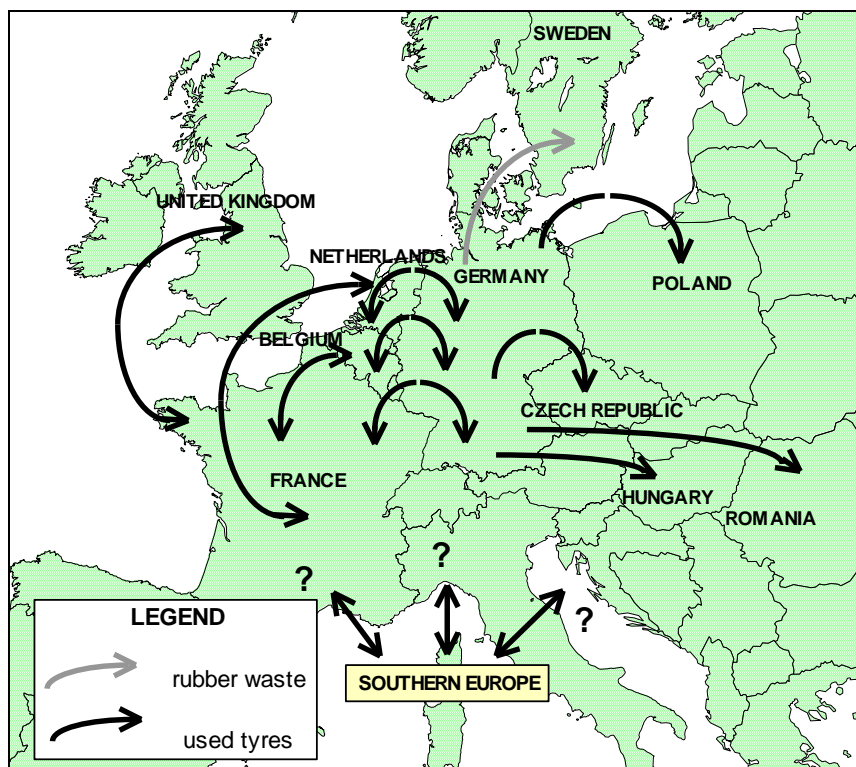 SWEDEN
UNITED KINGDOM
NETHERLANDS
GERMANY
POLAND
BELGIUM
CZECH REPUBLIC
FRANCE
HUNGARY
ROMANIA
?
?
?
LEGEND
rubber waste
used tyres
SOUTHERN EUROPE